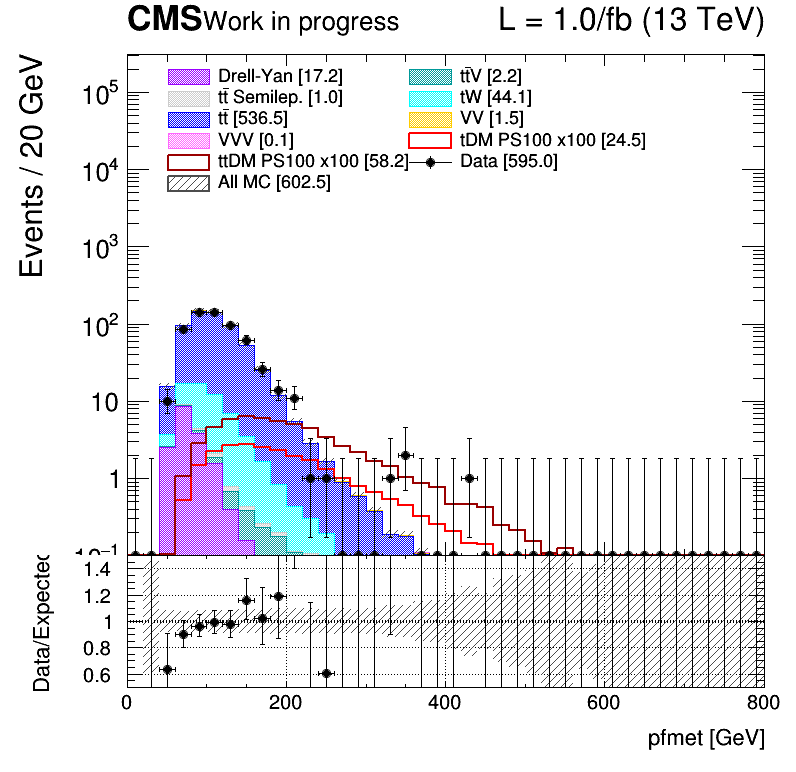 CMS Work in progress L = 1.0/fb (13 TeV)
Events / 20 GeV
Drell-Yan [17.2] tt̄V [2.2]
tt̄ Semilep. [1.0] tW [44.1]
tt̄ [536.5] VV [1.5]
VVV [0.1] tDM PS100 x100 [24.5]
ttDM PS100 x100 [58.2] Data [595.0]
All MC [602.5]
10⁵
10⁴
10³
10²
10
1
10⁻¹
Data/Expected
1.4
1.2
1
0.8
0.6
0 200 400 600 800
pfmet [GeV]